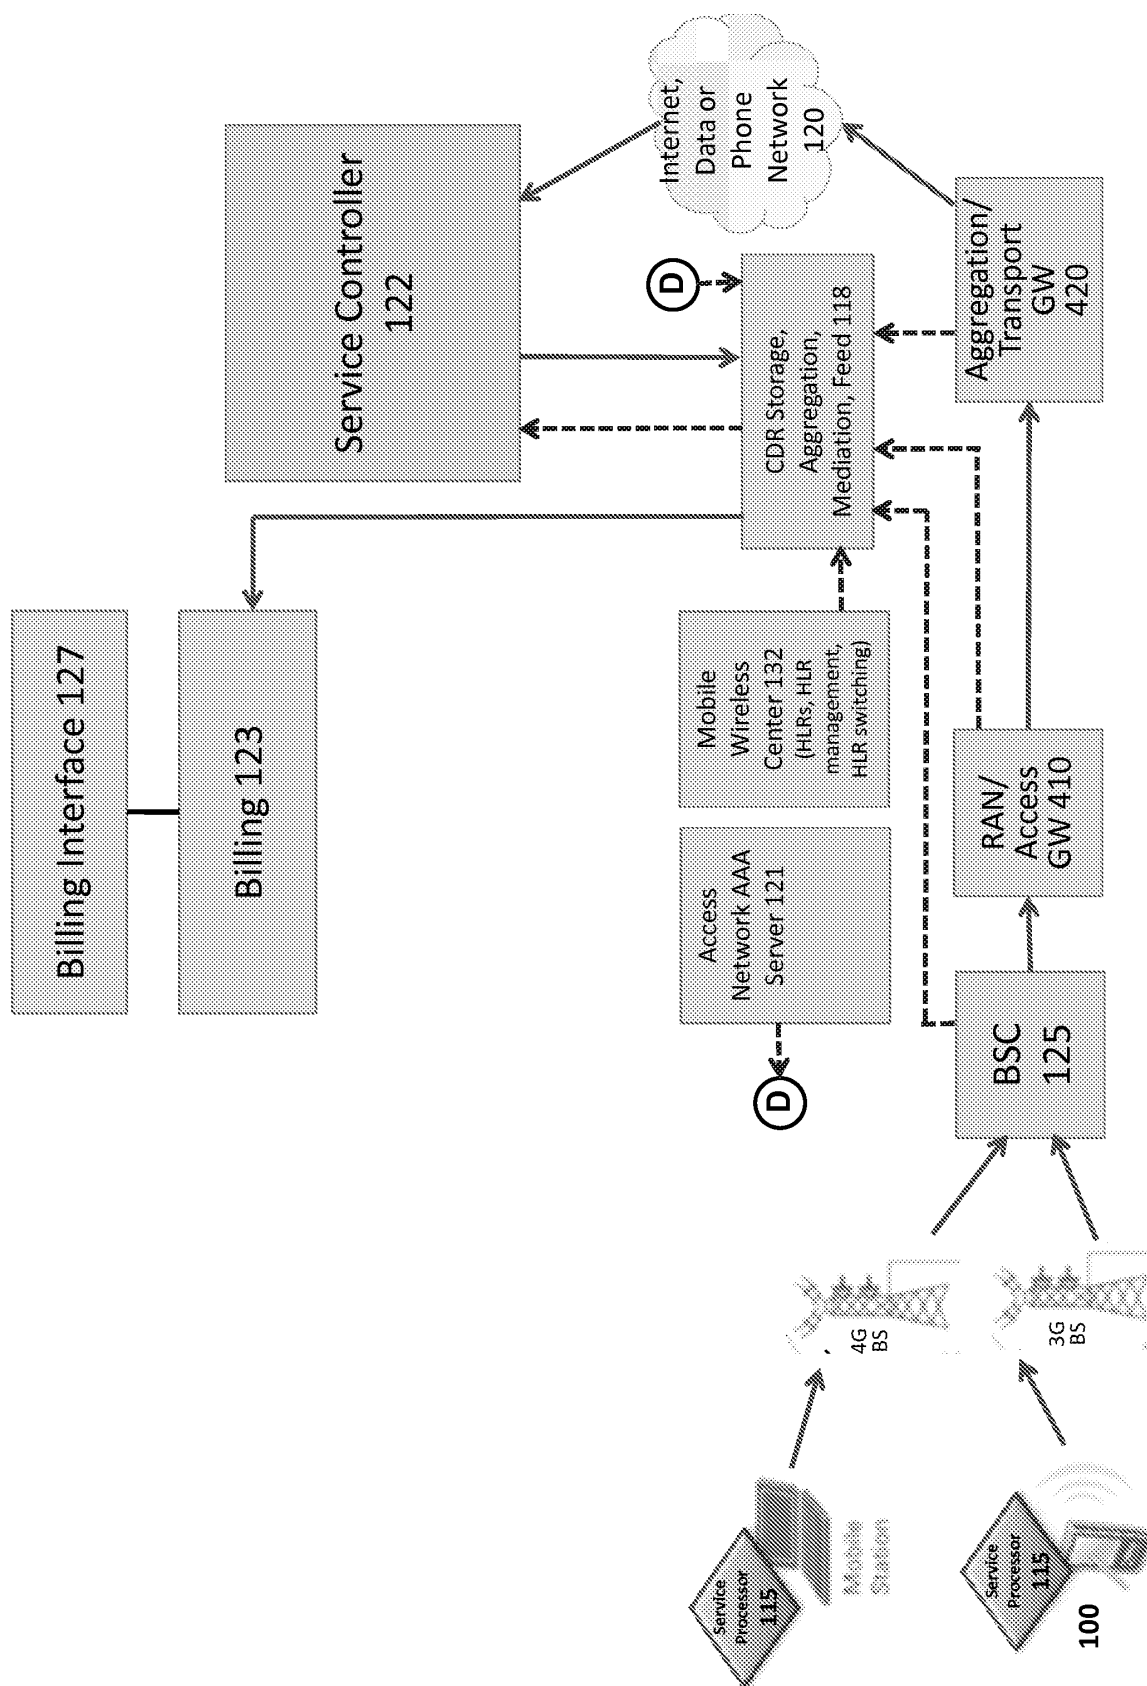 Billing Interface 127
Billing 123
Service Controller
122
Internet,
Data or
Phone
Network
120
D
CDR Storage,
Aggregation,
Mediation, Feed 118
Mobile
Wireless
Center 132
(HLRs, HLR
management,
HLR switching)
Access
Network AAA
Server 121
D
Aggregation/
Transport
GW
420
RAN/
Access
GW 410
BSC
125
4G
BS
3G
BS
Service
Processor
115
Mobile
Station
Service
Processor
115
100